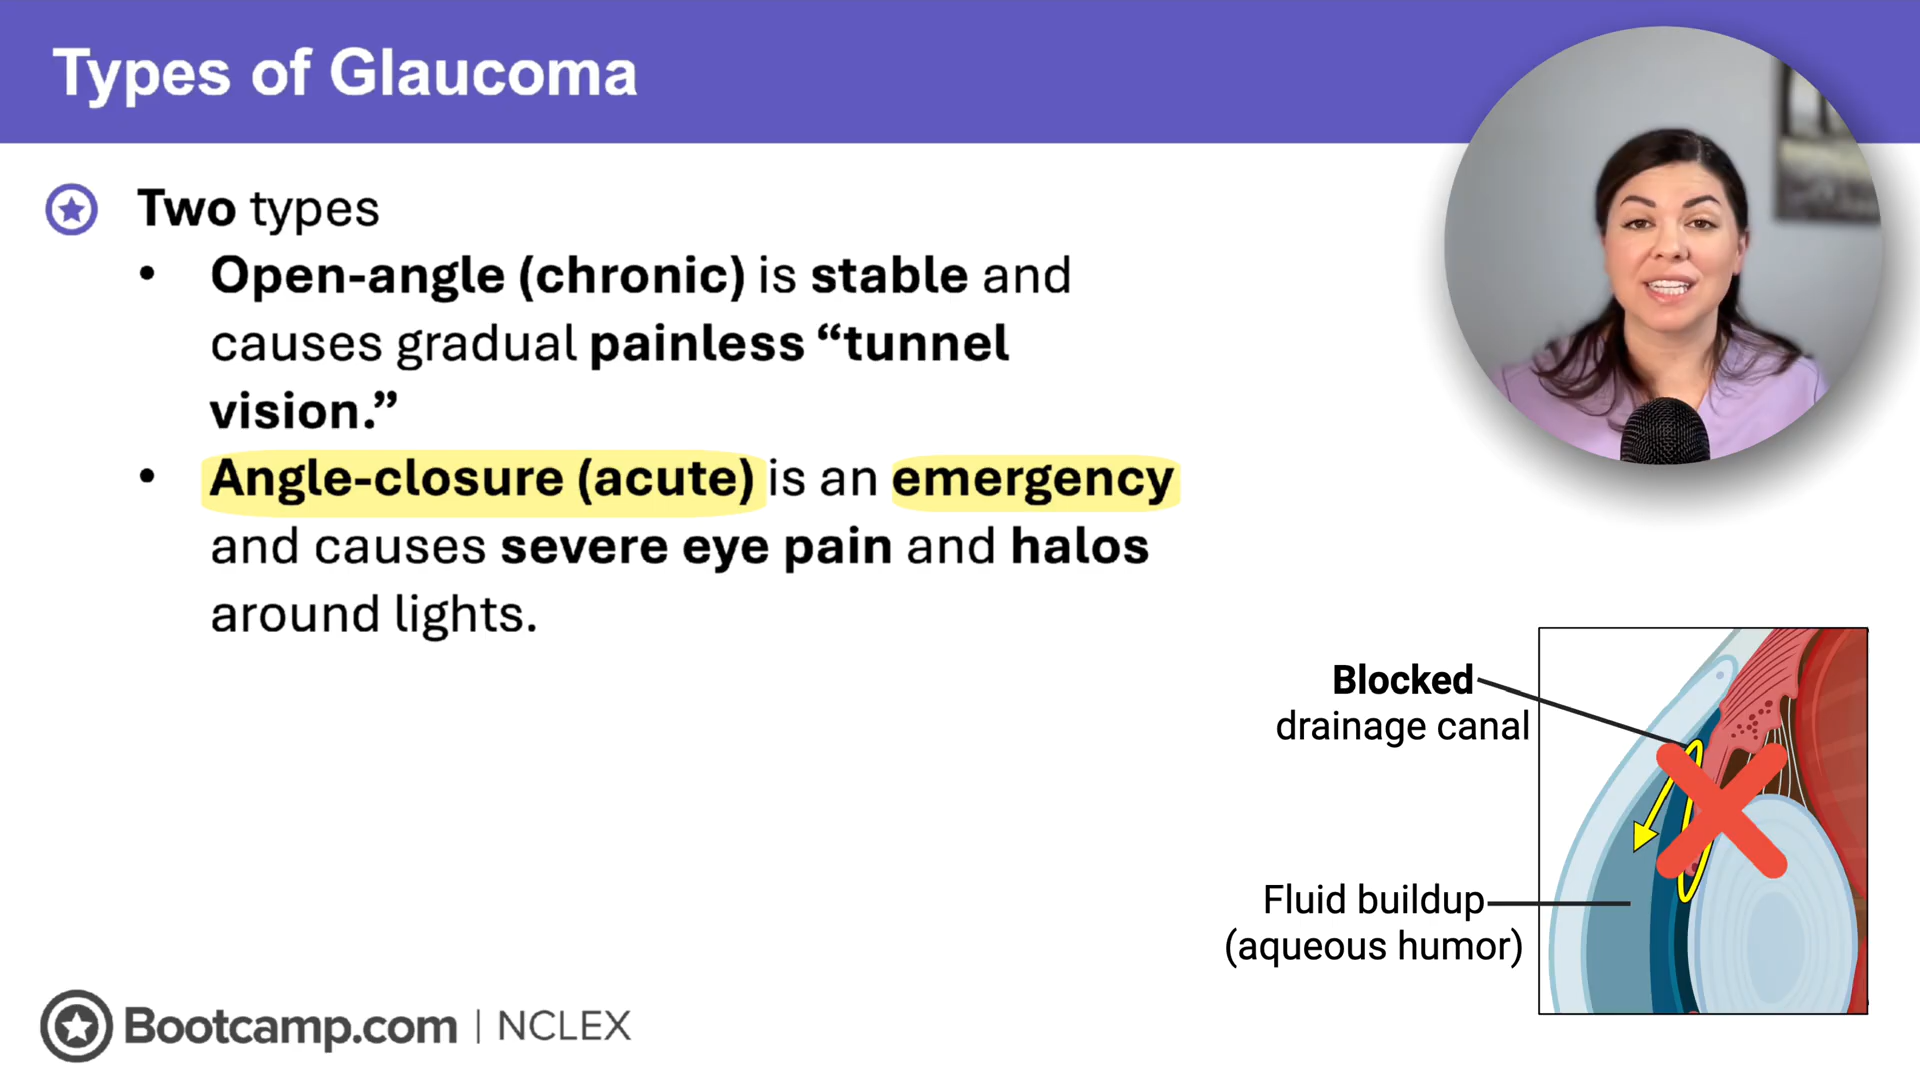 Types of Glaucoma
Two types
• Open-angle (chronic) is stable and
causes gradual painless “tunnel
vision.”
• Angle-closure (acute) is an emergency
and causes severe eye pain and halos
around lights.
Blocked
drainage canal
Fluid buildup
(aqueous humor)
Bootcamp.com | NCLEX